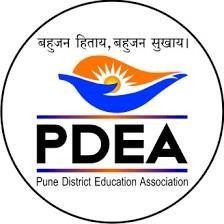 बहुजन हिताय, बहुजन सुखाय।
PDEA
Pune District Education Association